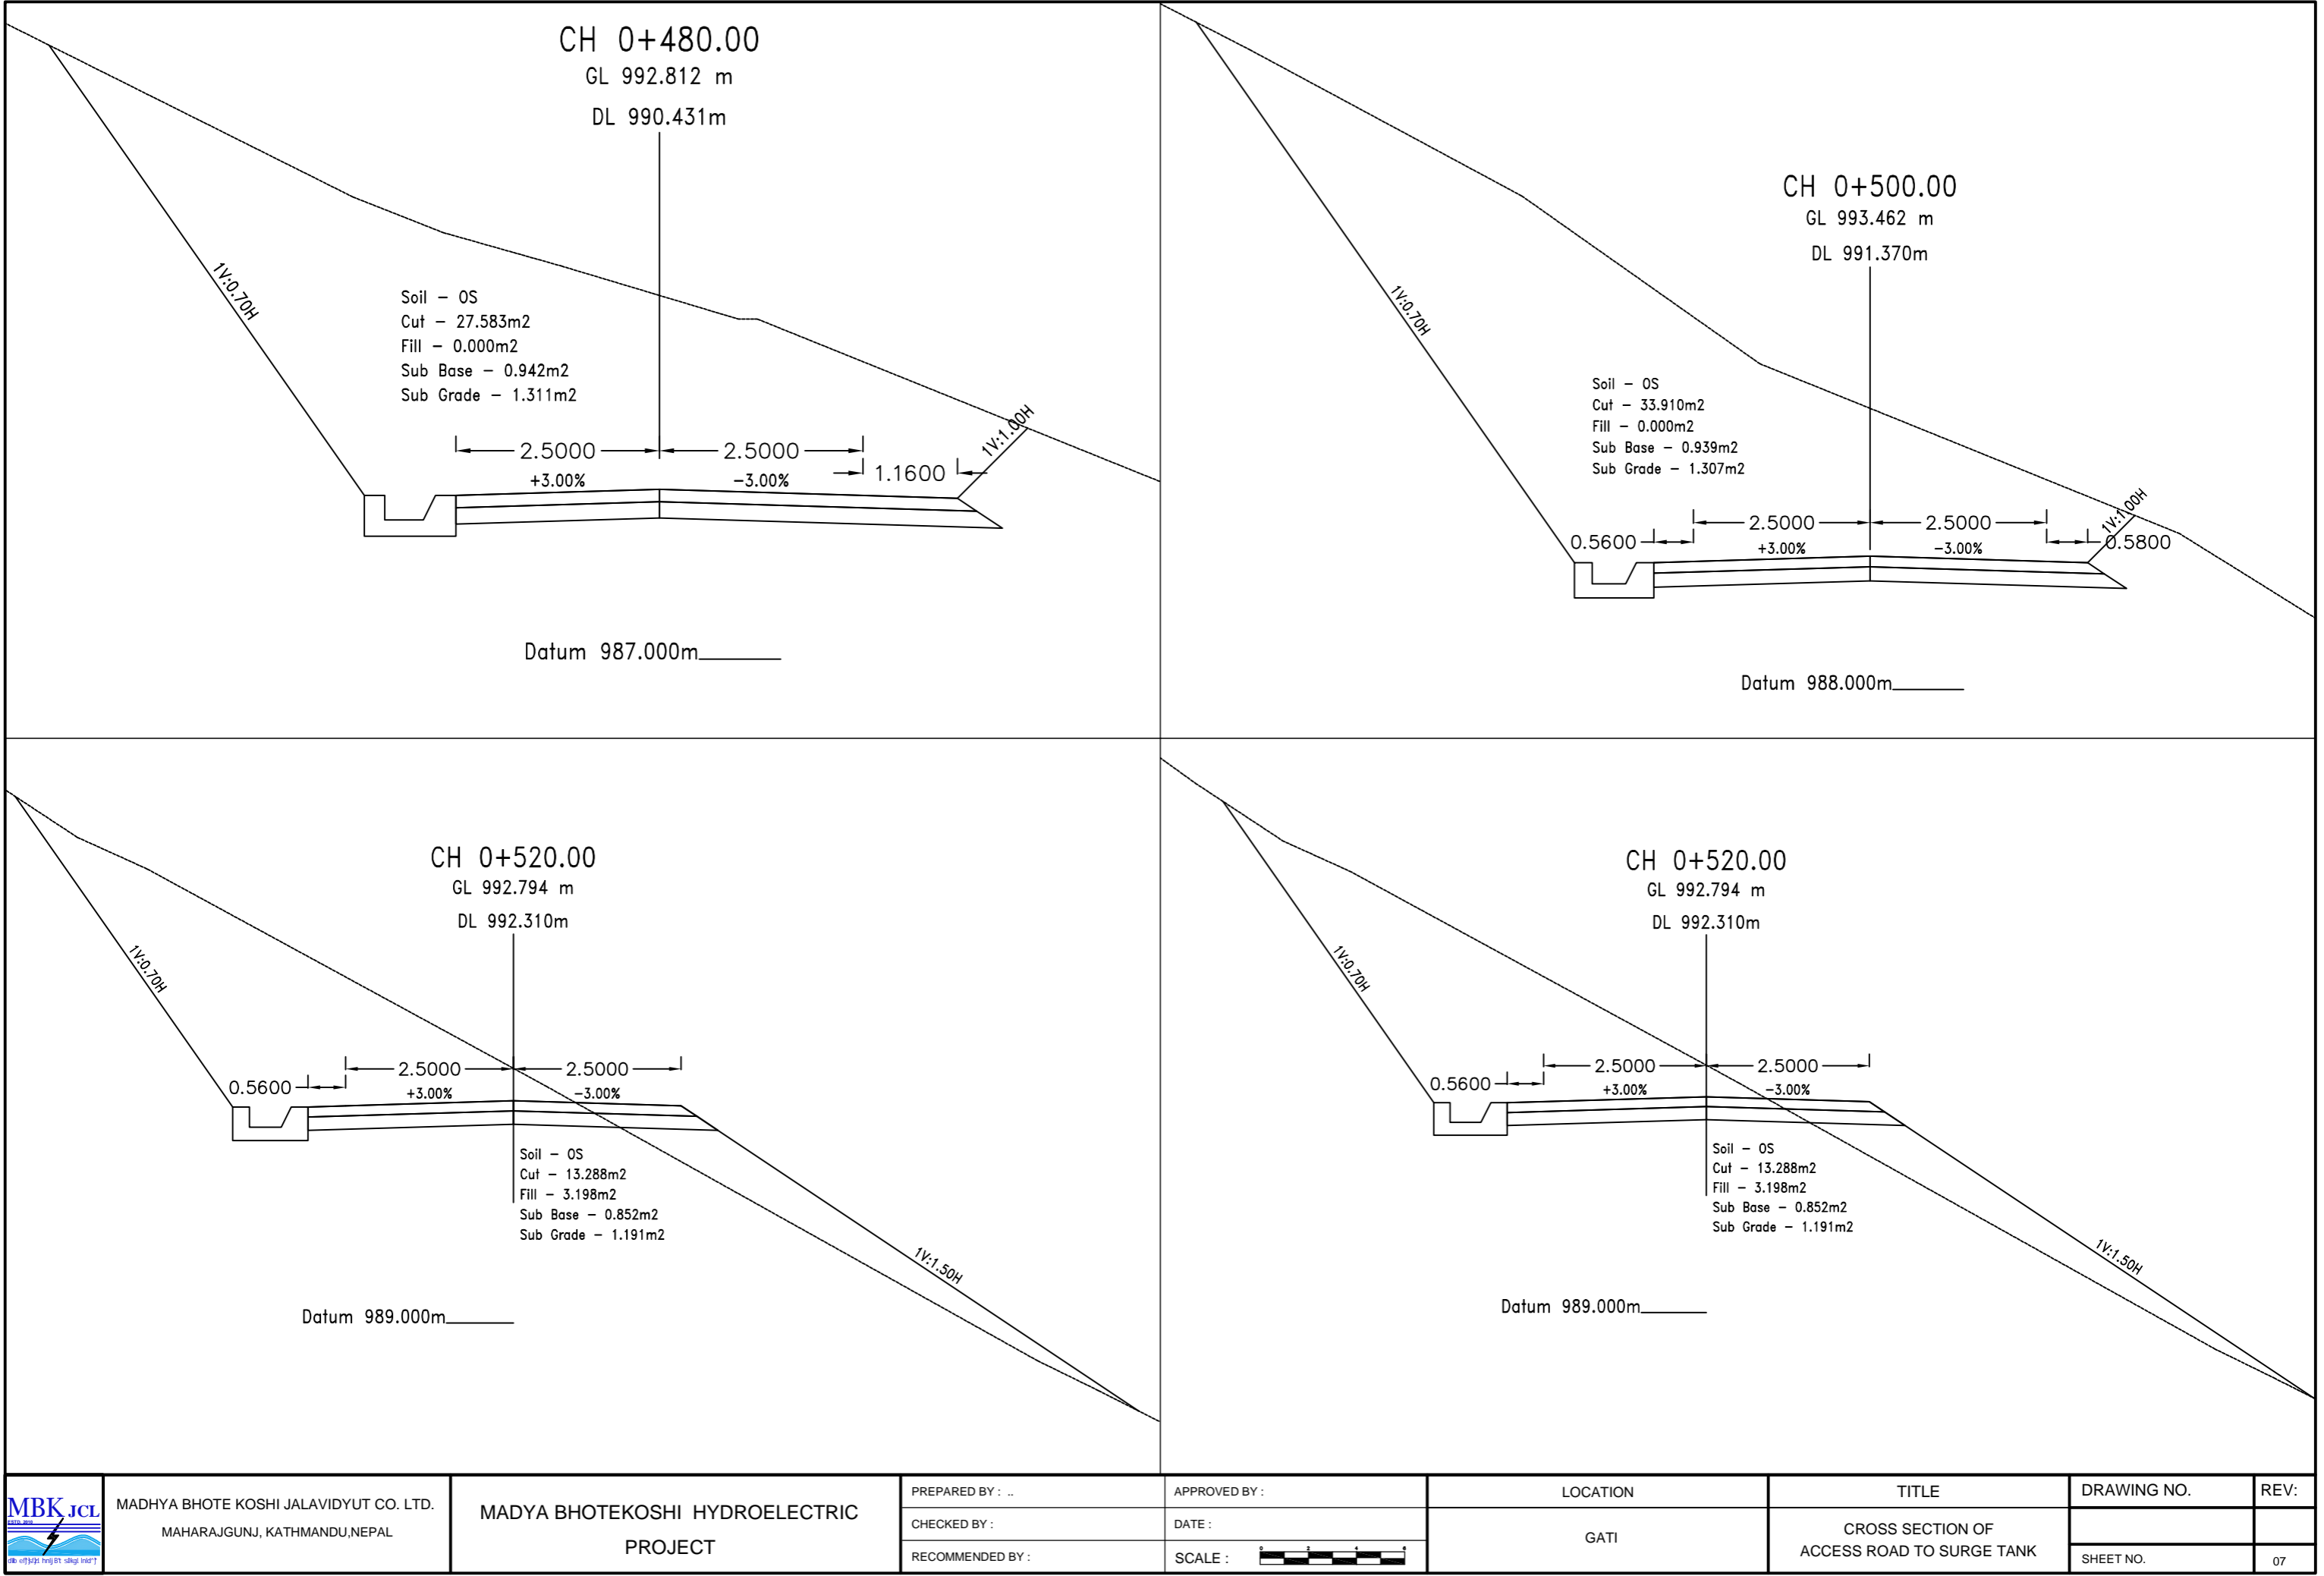 CH 0+480.00
GL 992.812 m
DL 990.431m
1V:0.70H
Soil - OS
Cut - 27.583m2
Fill - 0.000m2
Sub Base - 0.942m2
Sub Grade - 1.311m2
2.5000
2.5000
1.1600
+3.00%
-3.00%
1V:1.00H
Datum 987.000m
CH 0+500.00
GL 993.462 m
DL 991.370m
1V:0.70H
Soil - OS
Cut - 33.910m2
Fill - 0.000m2
Sub Base - 0.939m2
Sub Grade - 1.307m2
2.5000
2.5000
0.5600
0.5800
+3.00%
-3.00%
1V:1.00H
Datum 988.000m
CH 0+520.00
GL 992.794 m
DL 992.310m
1V:0.70H
2.5000
2.5000
0.5600
+3.00%
-3.00%
Soil - OS
Cut - 13.288m2
Fill - 3.198m2
Sub Base - 0.852m2
Sub Grade - 1.191m2
1V:1.50H
Datum 989.000m
CH 0+520.00
GL 992.794 m
DL 992.310m
1V:0.70H
2.5000
2.5000
0.5600
+3.00%
-3.00%
Soil - OS
Cut - 13.288m2
Fill - 3.198m2
Sub Base - 0.852m2
Sub Grade - 1.191m2
1V:1.50H
Datum 989.000m
MBK JCL
MADHYA BHOTE KOSHI JALAVIDYUT CO. LTD.
MAHARAJGUNJ, KATHMANDU,NEPAL
MADYA BHOTEKOSHI HYDROELECTRIC
PROJECT
PREPARED BY : ..
CHECKED BY :
RECOMMENDED BY :
APPROVED BY :
DATE :
SCALE :
0 2 4 6
LOCATION
GATI
TITLE
CROSS SECTION OF
ACCESS ROAD TO SURGE TANK
DRAWING NO.
REV:
SHEET NO.
07